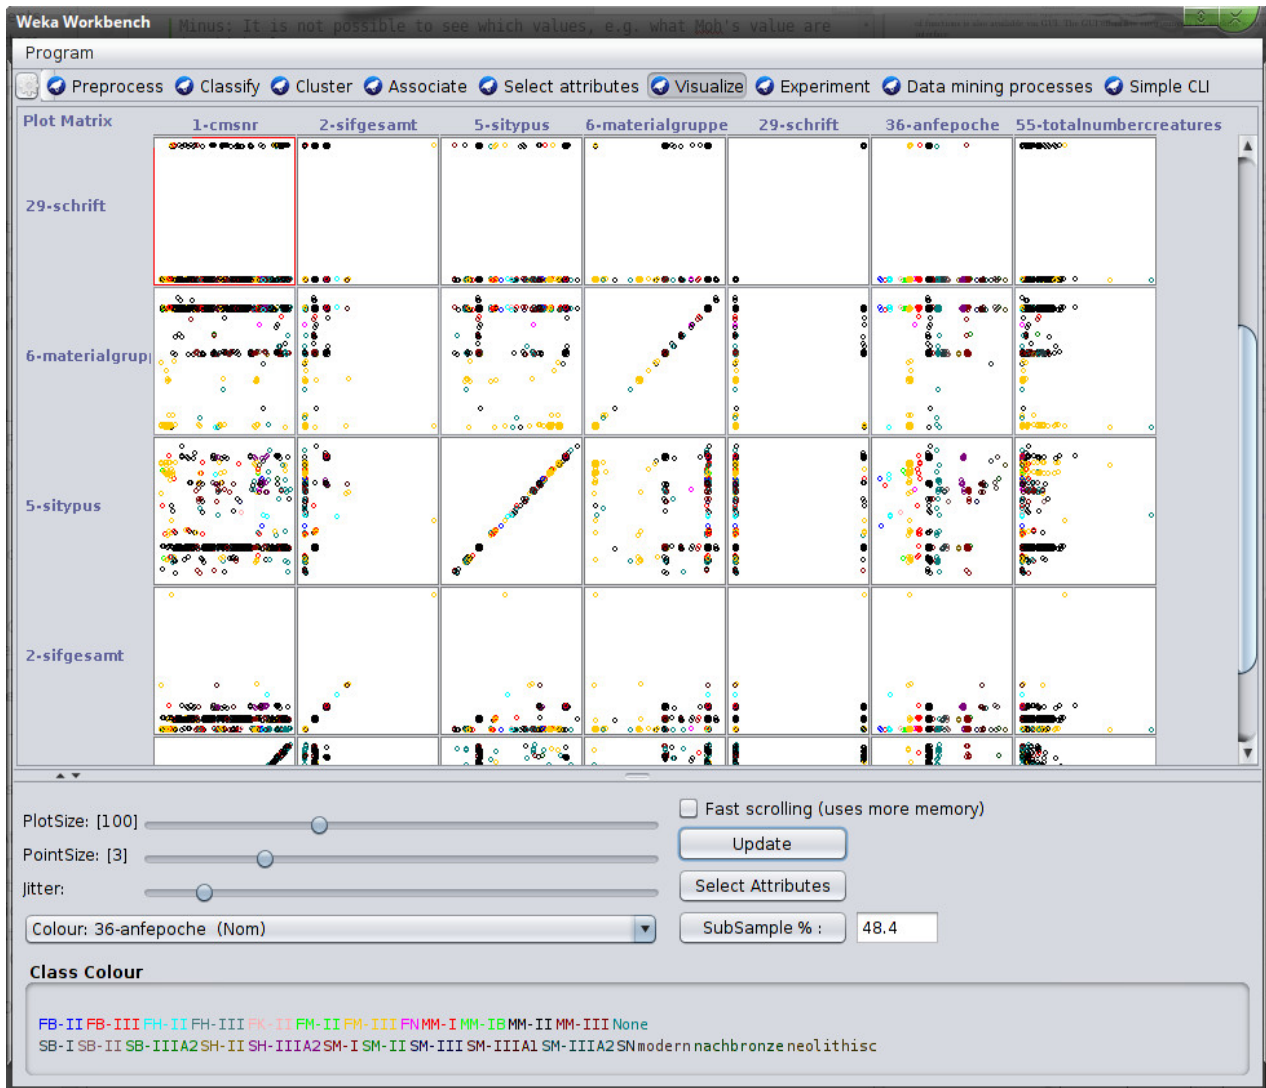 Weka Workbench
Minus: It is not possible to see which values, e.g. what Moh's value are
Program
Preprocess Classify Cluster Associate Select attributes Visualize Experiment Data mining processes Simple CLI
Plot Matrix 1-cmsnr 2-sifgesamt 5-sitypus 6-materialgruppe 29-schrift 36-anfepoche 55-totalnumbercreatures
29-schrift
6-materialgrup
5-sitypus
2-sifgesamt
PlotSize: [100]
PointSize: [3]
Jitter:
Colour: 36-anfepoche (Nom)
Fast scrolling (uses more memory)
Update
Select Attributes
SubSample % : 48.4
Class Colour
FB-II FB-III FH-II FH-III FK-II FM-II FM-III FN MM-I MM-IB MM-II MM-III None
SB-I SB-II SB-IIIA2 SH-II SH-IIIA2 SM-I SM-II SM-III SM-IIIA1 SM-IIIA2 SN modern nachbronze neolithisc